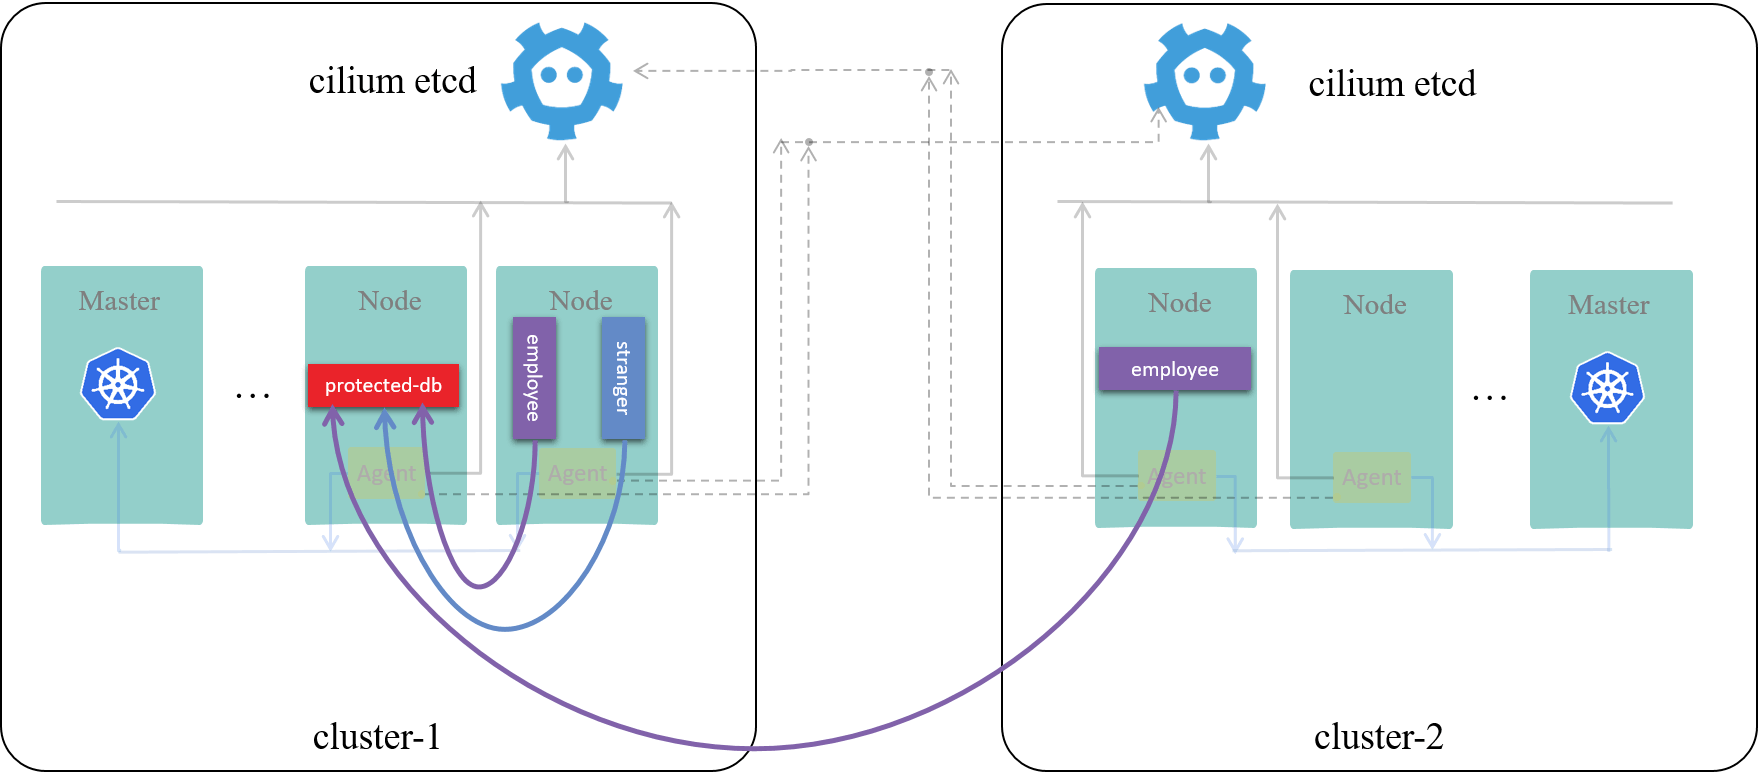 cilium etcd
cilium etcd
Master
Node
Node
Node
Node
Master
protected-db
employee
stranger
employee
...
...
Agent
Agent
Agent
Agent
cluster-1
cluster-2